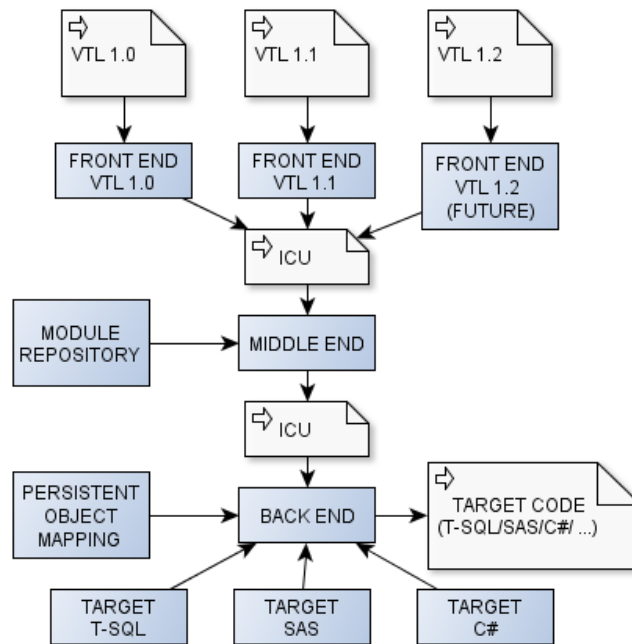 VTL 1.0
VTL 1.1
VTL 1.2
FRONT END
VTL 1.0
FRONT END
VTL 1.1
FRONT END
VTL 1.2
(FUTURE)
ICU
MODULE
REPOSITORY
MIDDLE END
ICU
PERSISTENT
OBJECT
MAPPING
BACK END
TARGET CODE
(T-SQL/SAS/C#/ ...)
TARGET
T-SQL
TARGET
SAS
TARGET
C#